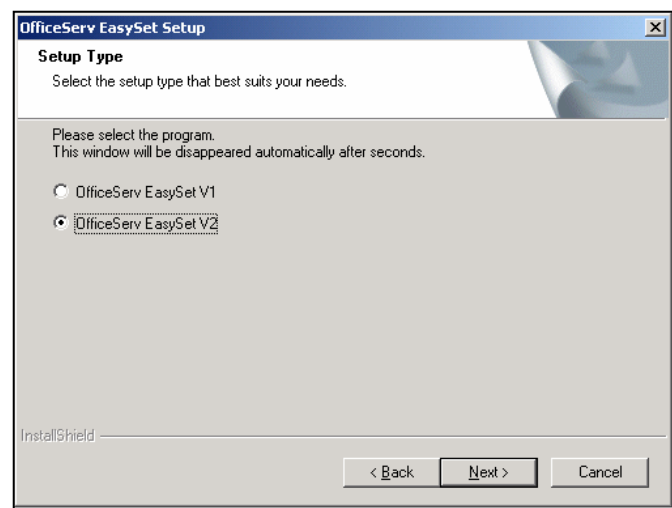 OfficeServ EasySet Setup
Setup Type
Select the setup type that best suits your needs.
Please select the program.
This window will be disappeared automatically after seconds.
OfficeServ EasySet V1
OfficeServ EasySet V2
InstallShield
< Back
Next >
Cancel